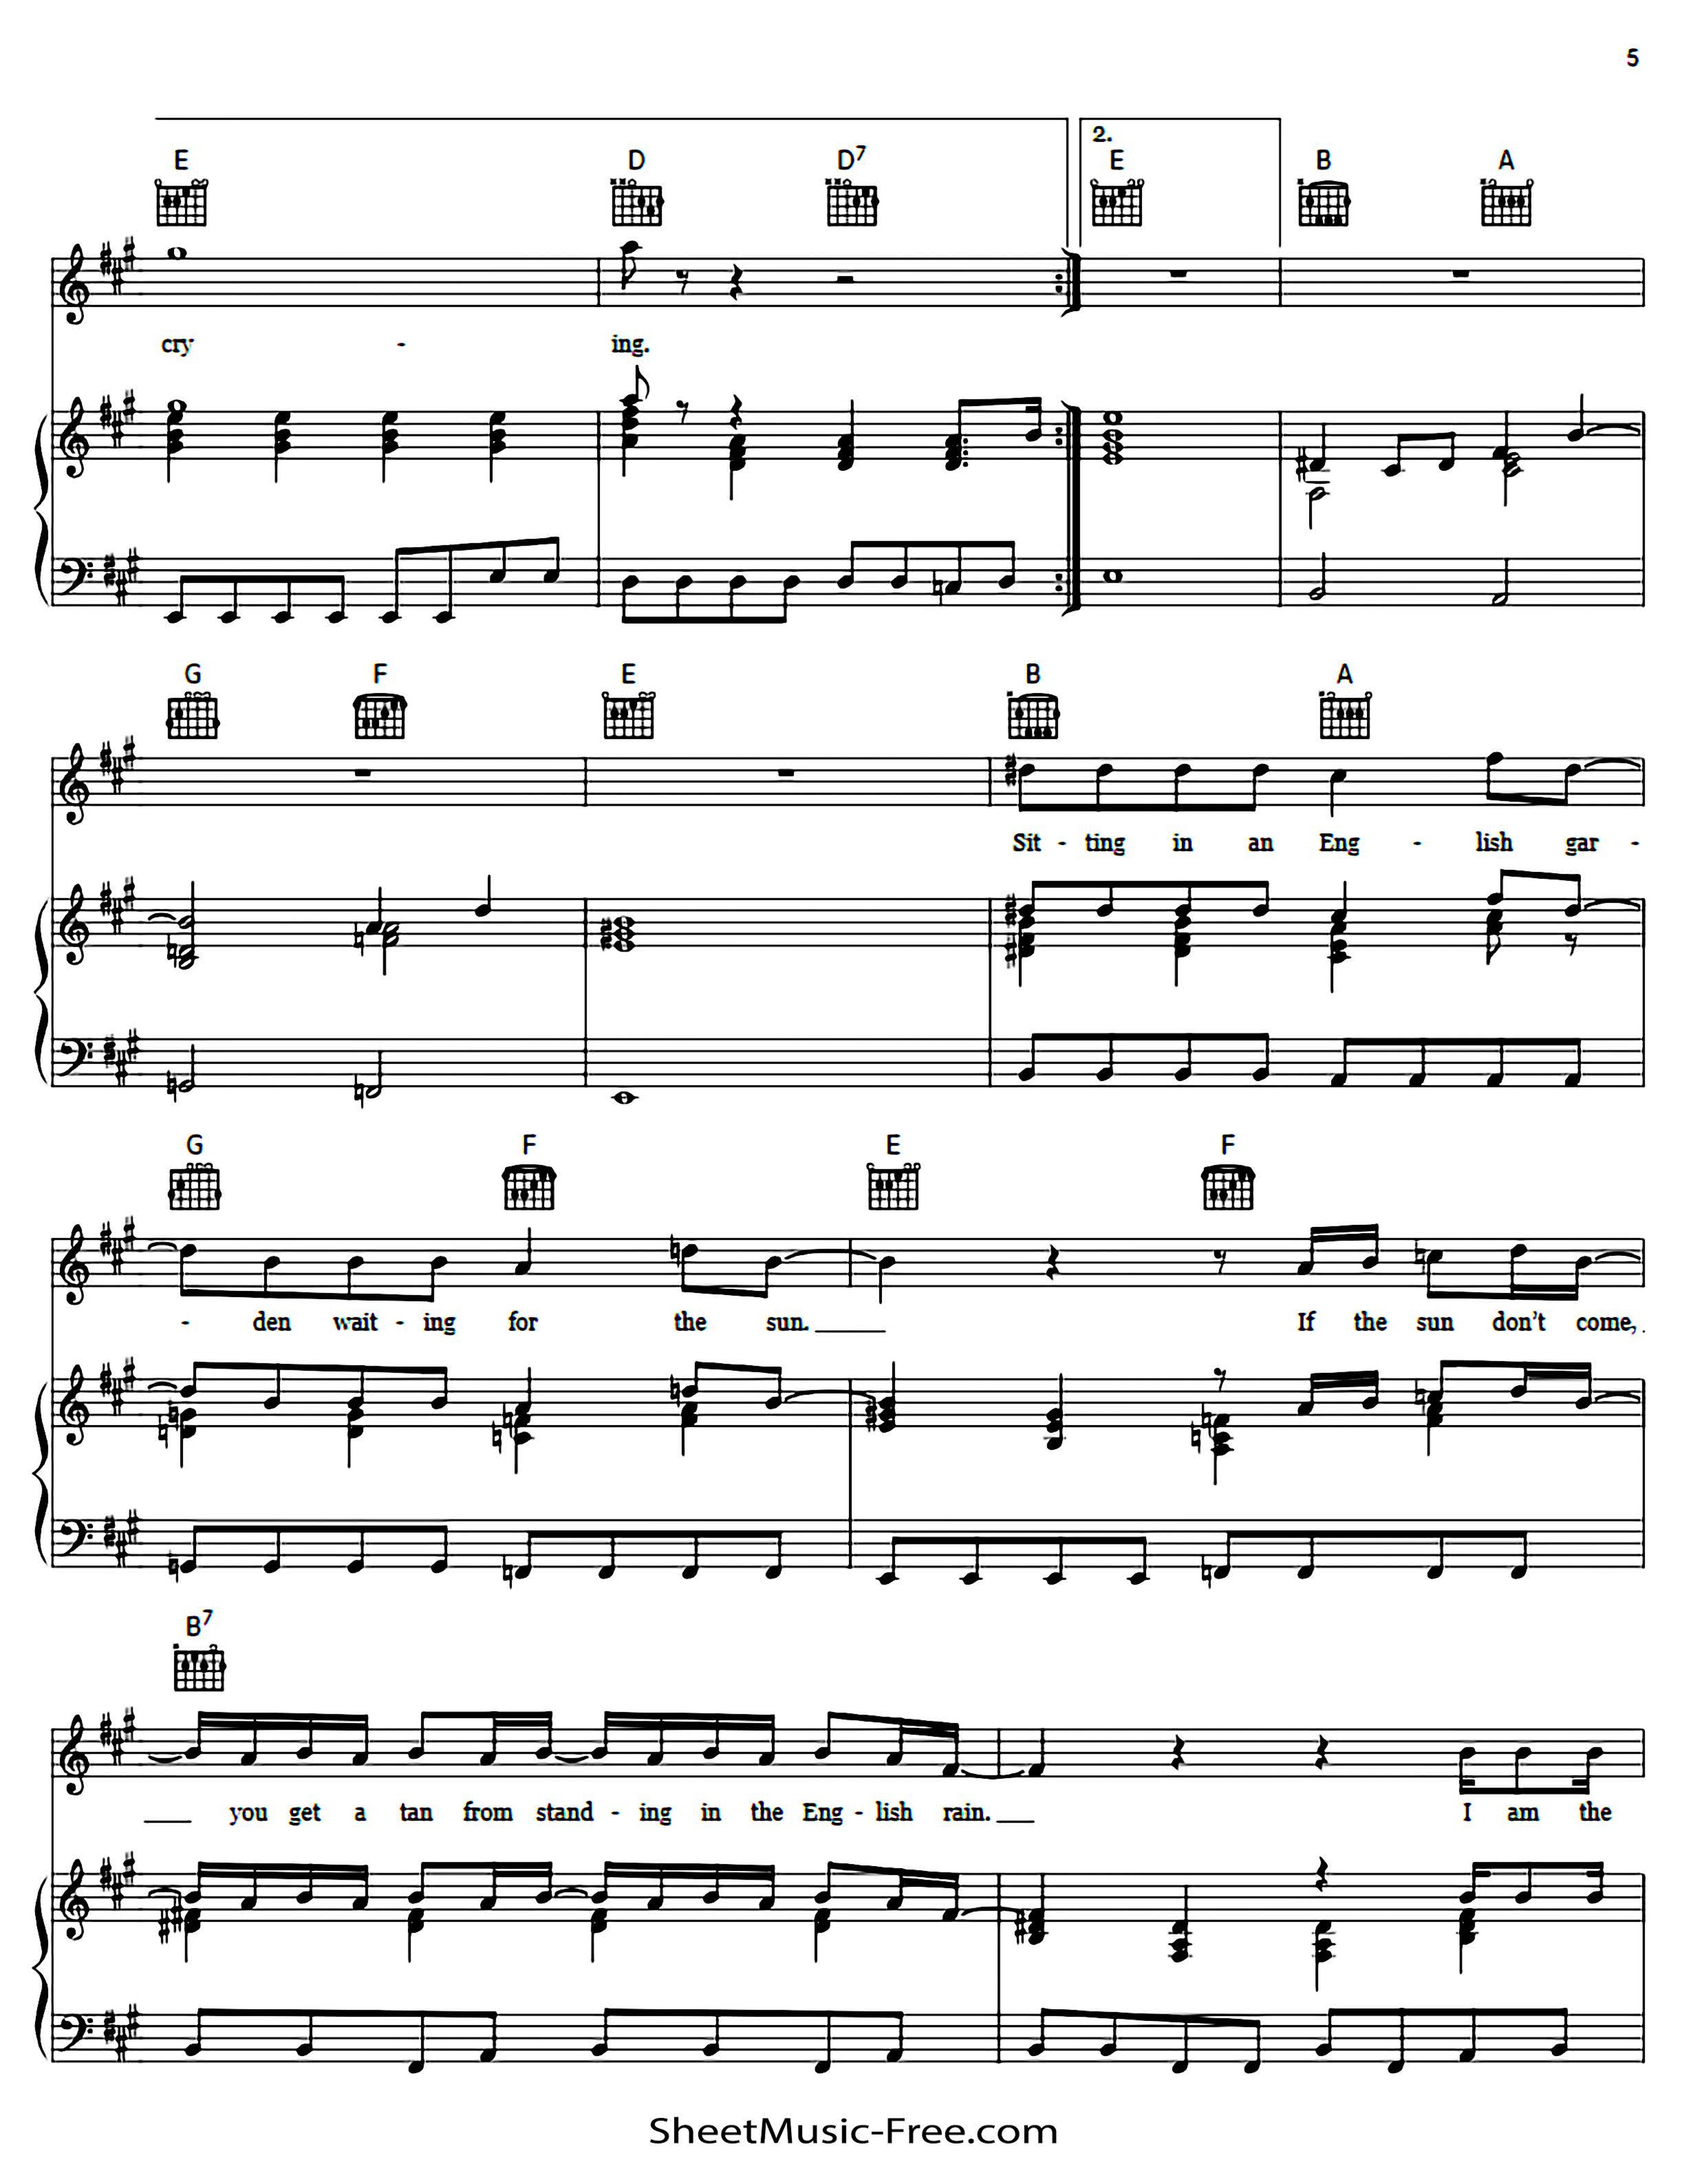 5
2.
E D D7 E B A
cry - ing.
G F E B A
Sit - ting in an Eng - lish gar -
G F E F
- den wait - ing for the sun. If the sun don't come,
B7
you get a tan from stand - ing in the Eng - lish rain. I am the
SheetMusic-Free.com